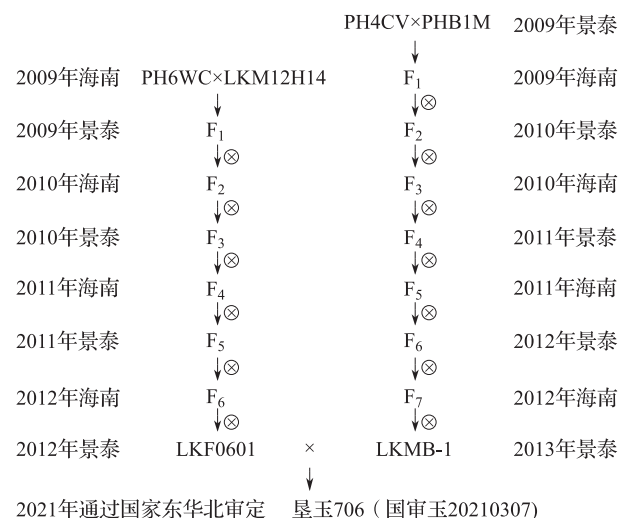 PH4CV×PHB1M 2009年景泰
2009年海南 PH6WC×LKM12H14 F₁ 2009年海南
⊗
2009年景泰 F₁ F₂ 2010年景泰
⊗ ⊗
2010年海南 F₂ F₃ 2010年海南
⊗ ⊗
2010年景泰 F₃ F₄ 2011年景泰
⊗ ⊗
2011年海南 F₄ F₅ 2011年海南
⊗ ⊗
2011年景泰 F₅ F₆ 2012年景泰
⊗ ⊗
2012年海南 F₆ F₇ 2012年海南
⊗ ⊗
2012年景泰 LKF0601 × LKMB-1 2013年景泰
2021年通过国家东华北审定 垦玉706（国审玉20210307)